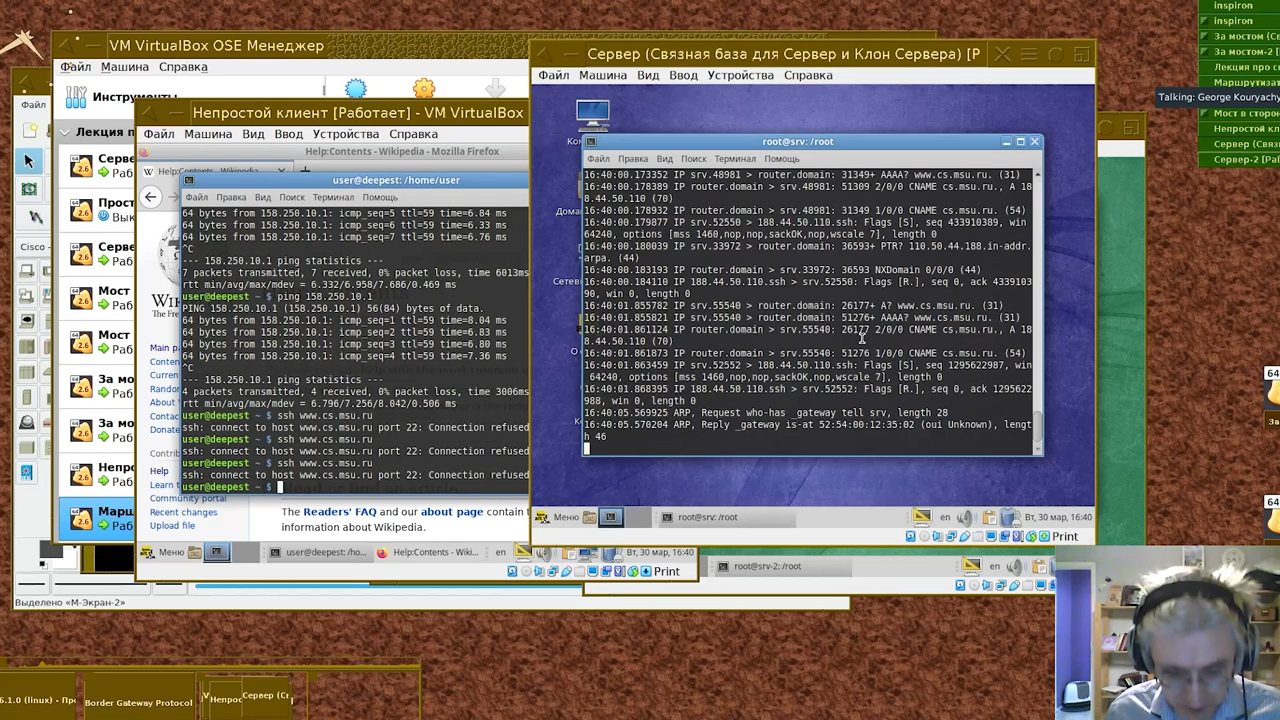 inspiron
inspiron
За мостом (
За мостом-2 [
Лекция про се
Маршрутизат
Talking: George Kouryachy
Мост в сторон
Непростой кл
Сервер (Связ
Сервер-2 [Ра
VM VirtualBox OSE Менеджер
Файл Машина Справка
Инструменты
Файл
Лекция п
Серве
Рабо
Прос
Вык
Серве
Рабо
Мост
Рабо
Мост
Рабо
За мо
Рабо
За мо
Рабо
Непро
Рабо
Марш
Рабо
Cisco -
Выделено «М-Экран-2»
Непростой клиент [Работает] - VM VirtualBox
Файл Машина Вид Ввод Устройства Справка
Help:Contents - Wikipedia - Mozilla Firefox
Help:Contents - Wikipedia
user@deepest: /home/user
Файл Правка Вид Поиск Терминал Помощь
64 bytes from 158.250.10.1: icmp_seq=5 ttl=59 time=6.84 ms
64 bytes from 158.250.10.1: icmp_seq=6 ttl=59 time=6.33 ms
64 bytes from 158.250.10.1: icmp_seq=7 ttl=59 time=6.76 ms
^C
--- 158.250.10.1 ping statistics ---
7 packets transmitted, 7 received, 0% packet loss, time 6013ms
rtt min/avg/max/mdev = 6.332/6.958/7.686/0.469 ms
user@deepest ~ $ ping 158.250.10.1
PING 158.250.10.1 (158.250.10.1) 56(84) bytes of data.
64 bytes from 158.250.10.1: icmp_seq=1 ttl=59 time=8.04 ms
64 bytes from 158.250.10.1: icmp_seq=2 ttl=59 time=6.83 ms
64 bytes from 158.250.10.1: icmp_seq=3 ttl=59 time=6.80 ms
64 bytes from 158.250.10.1: icmp_seq=4 ttl=59 time=7.36 ms
^C
--- 158.250.10.1 ping statistics ---
4 packets transmitted, 4 received, 0% packet loss, time 3006ms
rtt min/avg/max/mdev = 6.796/7.256/8.042/0.506 ms
user@deepest ~ $ ssh www.cs.msu.ru
ssh: connect to host www.cs.msu.ru port 22: Connection refused
user@deepest ~ $ ssh www.cs.msu.ru
ssh: connect to host www.cs.msu.ru port 22: Connection refused
user@deepest ~ $ ssh www.cs.msu.ru
ssh: connect to host www.cs.msu.ru port 22: Connection refused
user@deepest ~ $
Main pa
Content
Current
Random
About W
Contact
Donate
Contrib
Help
Learn t
Commu
Recent changes
Upload file
The Readers' FAQ and our about page contain t
information about Wikipedia.
Меню
user@deepest: /ho...
Help:Contents - Wiki...
en
Вт, 30 мар, 16:40
Print
Сервер (Связная база для Сервер и Клон Сервера) [Р
Файл Машина Вид Ввод Устройства Справка
root@srv: /root
Файл Правка Вид Поиск Терминал Помощь
16:40:00.173352 IP srv.48981 > router.domain: 31349+ AAAA? www.cs.msu.ru. (31)
16:40:00.178389 IP router.domain > srv.48981: 51309 2/0/0 CNAME cs.msu.ru., A 18
8.44.50.110 (70)
16:40:00.179932 IP router.domain > srv.48981: 31349 1/0/0 CNAME cs.msu.ru. (54)
16:40:00.179877 IP srv.52550 > 188.44.50.110.ssh: Flags [S], seq 433910389, win
64240, options [mss 1460,nop,nop,sackOK,nop,wscale 7], length 0
16:40:00.180039 IP srv.33972 > router.domain: 36593+ PTR? 110.50.44.188.in-addr.
arpa. (44)
16:40:00.183193 IP router.domain > srv.33972: 36593 NXDomain 0/0/0 (44)
16:40:00.184110 IP 188.44.50.110.ssh > srv.52550: Flags [R.], seq 0, ack 4339103
90, win 0, length 0
16:40:01.855782 IP srv.55540 > router.domain: 26177+ A? www.cs.msu.ru. (31)
16:40:01.855821 IP srv.55540 > router.domain: 51276+ AAAA? www.cs.msu.ru. (31)
16:40:01.861124 IP router.domain > srv.55540: 26177 2/0/0 CNAME cs.msu.ru., A 18
8.44.50.110 (70)
16:40:01.861873 IP router.domain > srv.55540: 51276 1/0/0 CNAME cs.msu.ru. (54)
16:40:01.863459 IP srv.52552 > 188.44.50.110.ssh: Flags [S], seq 1295622987, win
64240, options [mss 1460,nop,nop,sackOK,nop,wscale 7], length 0
16:40:01.868395 IP 188.44.50.110.ssh > srv.52552: Flags [R.], seq 0, ack 1295622
988, win 0, length 0
16:40:05.569925 ARP, Request who-has _gateway tell srv, length 28
16:40:05.570204 ARP, Reply _gateway is-at 52:54:00:12:35:02 (oui Unknown), lengt
h 46
Меню
root@srv: /root
en
Вт, 30 мар, 16:40
Print
root@srv-2: /root
en
Print
6.1.0 (linux) - Пр
Border Gateway Protocol
Непрос
Сервер (С